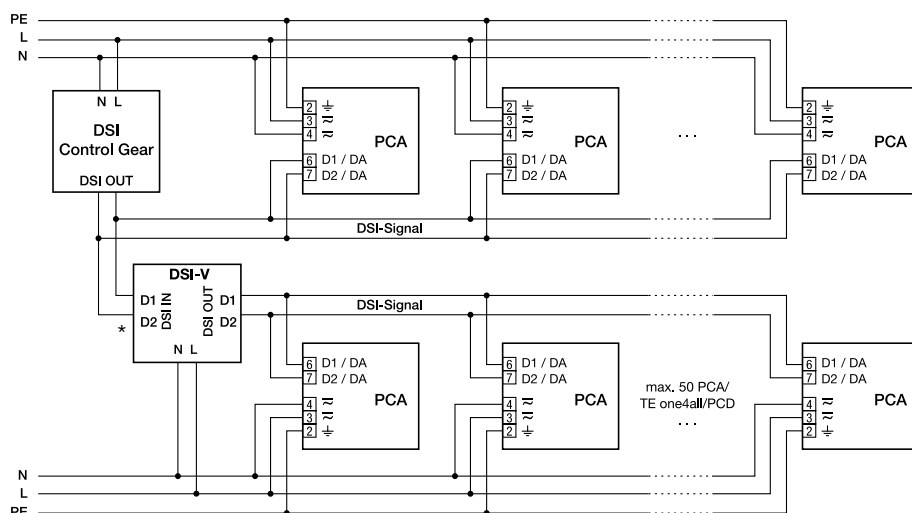 PE
L
N
N L
DSI
Control Gear
DSI OUT
2
3
4
PCA
6 D1 / DA
7 D2 / DA
2
3
4
PCA
6 D1 / DA
7 D2 / DA
...
2
3
4
PCA
6 D1 / DA
7 D2 / DA
DSI-Signal
DSI-V
D1
D2
DSI IN
DSI OUT
D1
D2
*
N L
DSI-Signal
6 D1 / DA
7 D2 / DA
PCA
4
3
2
6 D1 / DA
7 D2 / DA
PCA
4
3
2
max. 50 PCA/
TE one4all/PCD
...
6 D1 / DA
7 D2 / DA
PCA
4
3
2
N
L
PE